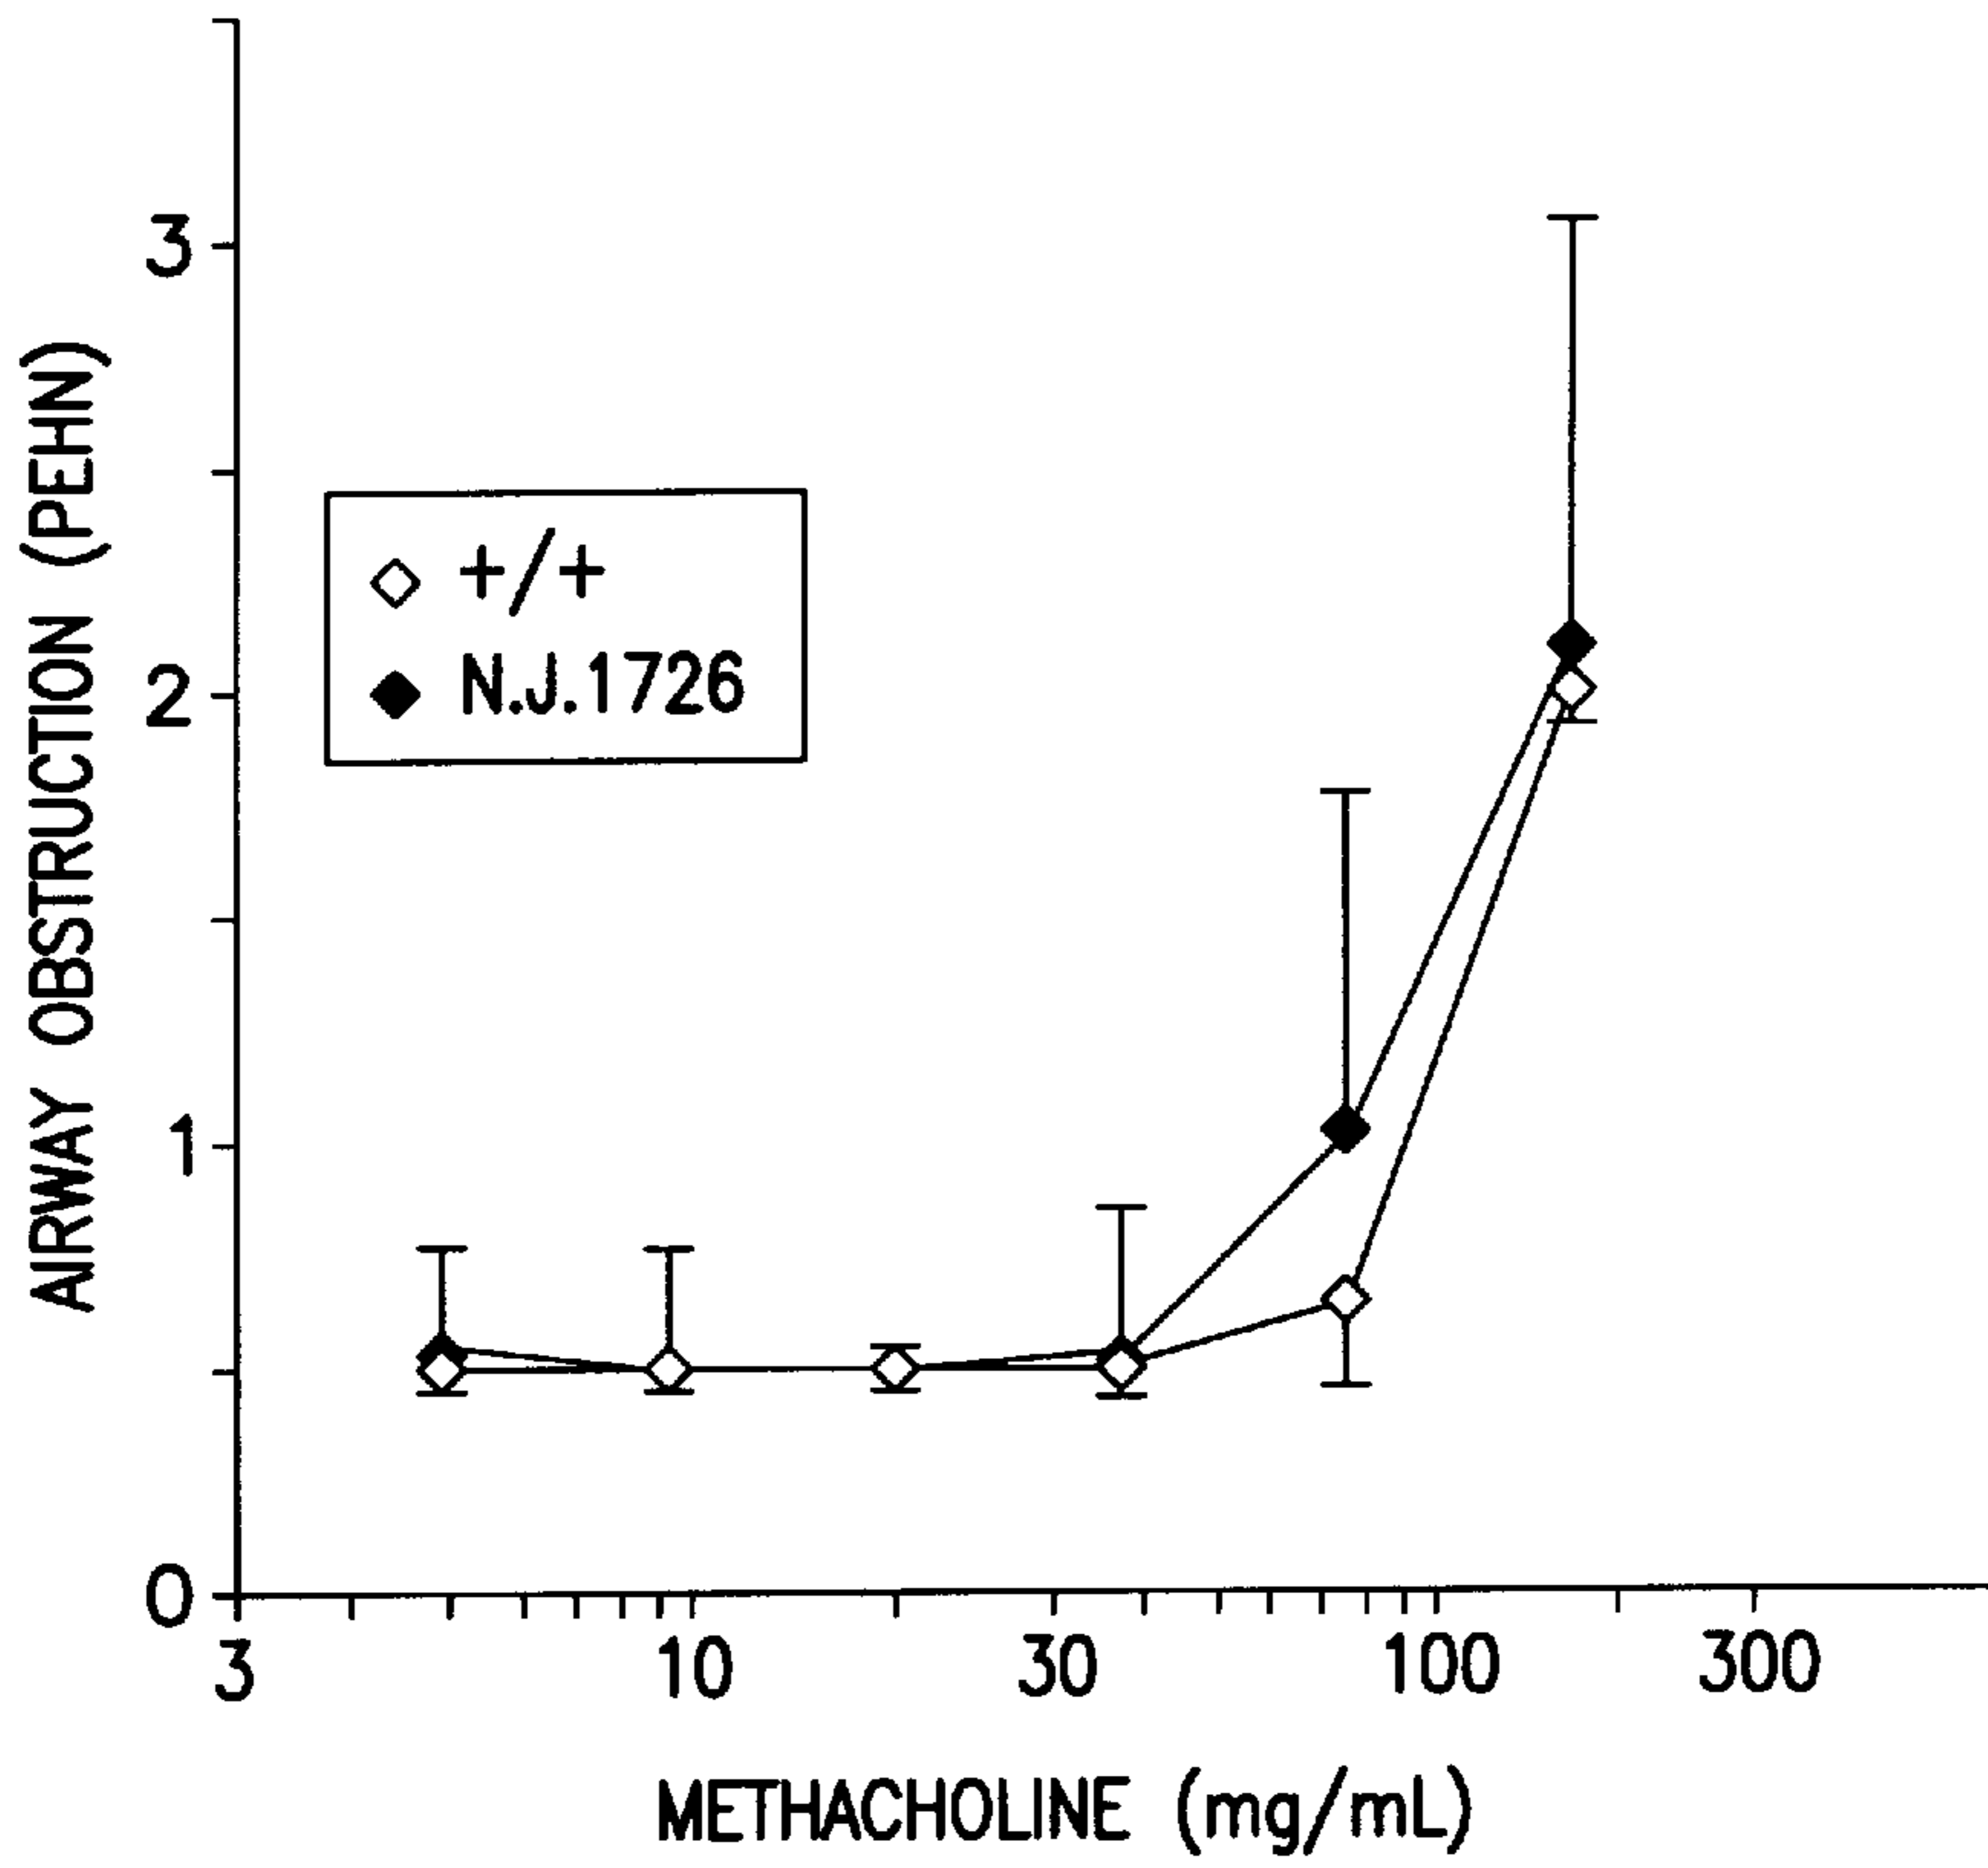 AIRWAY OBSTRUCTION (PEHN)
3
2
1
0
+/+
N.J.1726
3 10 30 100 300
METHACHOLINE (mg/mL)